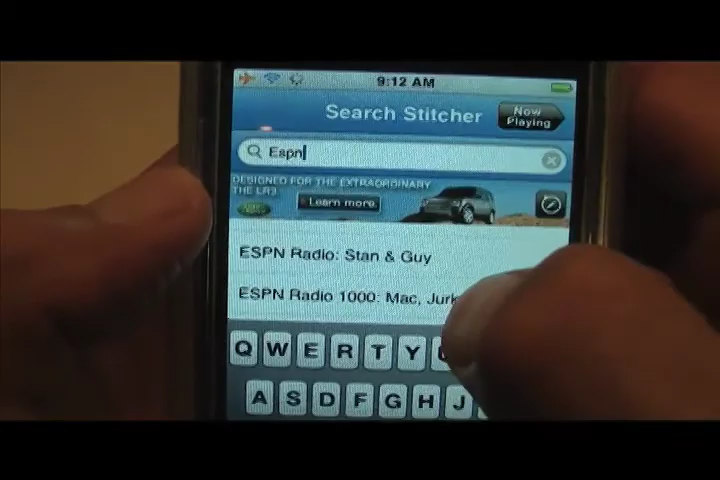 9:12 AM
Search Stitcher
Now
Playing
Espn
DESIGNED FOR THE EXTRAORDINARY
THE LR3
Learn more
ESPN Radio: Stan & Guy
ESPN Radio 1000: Mac, Jurk
Q W E R T Y U
A S D F G H J